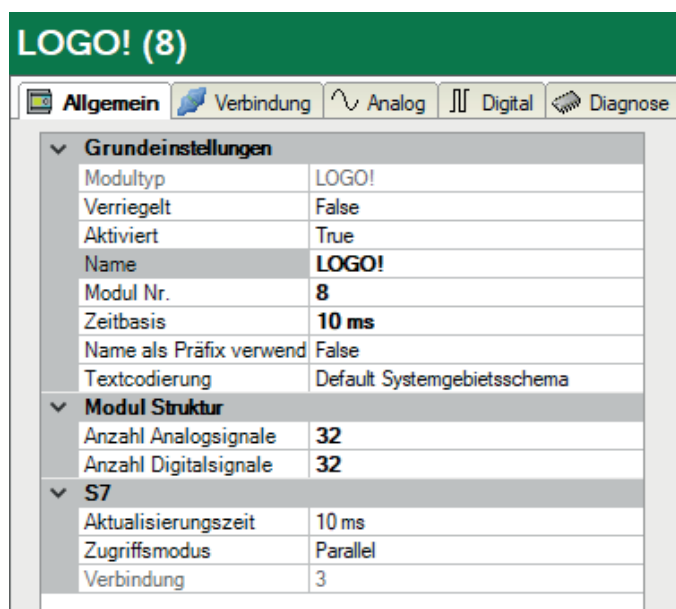 LOGO! (8)
Allgemein Verbindung Analog Digital Diagnose
Grundeinstellungen
Modultyp LOGO!
Verriegelt False
Aktiviert True
Name LOGO!
Modul Nr. 8
Zeitbasis 10 ms
Name als Präfix verwend False
Textcodierung Default Systemgebietsschema
Modul Struktur
Anzahl Analogsignale 32
Anzahl Digitalsignale 32
S7
Aktualisierungszeit 10 ms
Zugriffsmodus Parallel
Verbindung 3